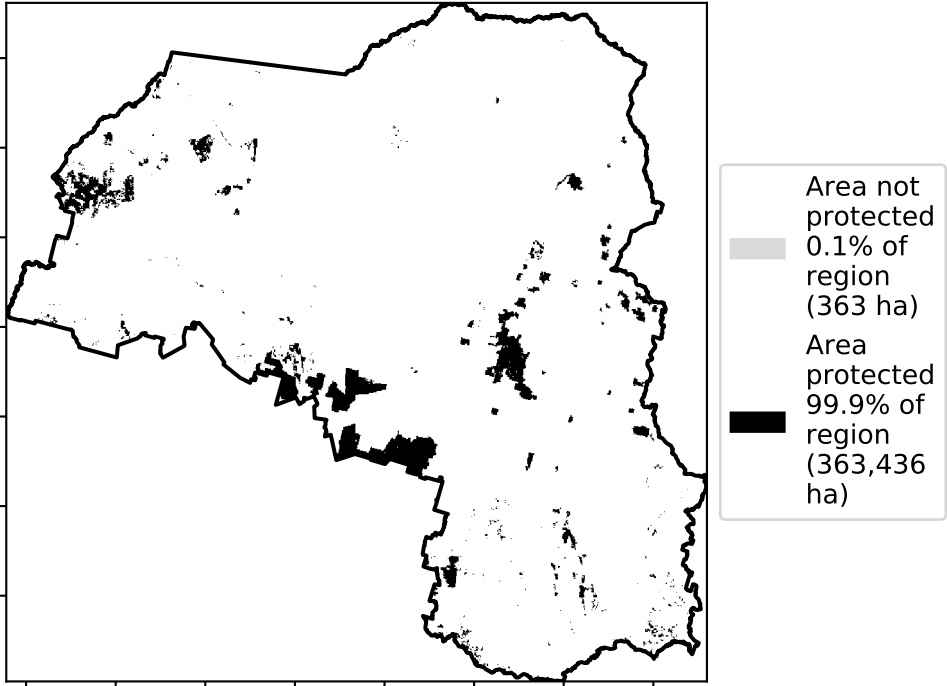 Area not
protected
0.1% of
region
(363 ha)
Area
protected
99.9% of
region
(363,436
ha)